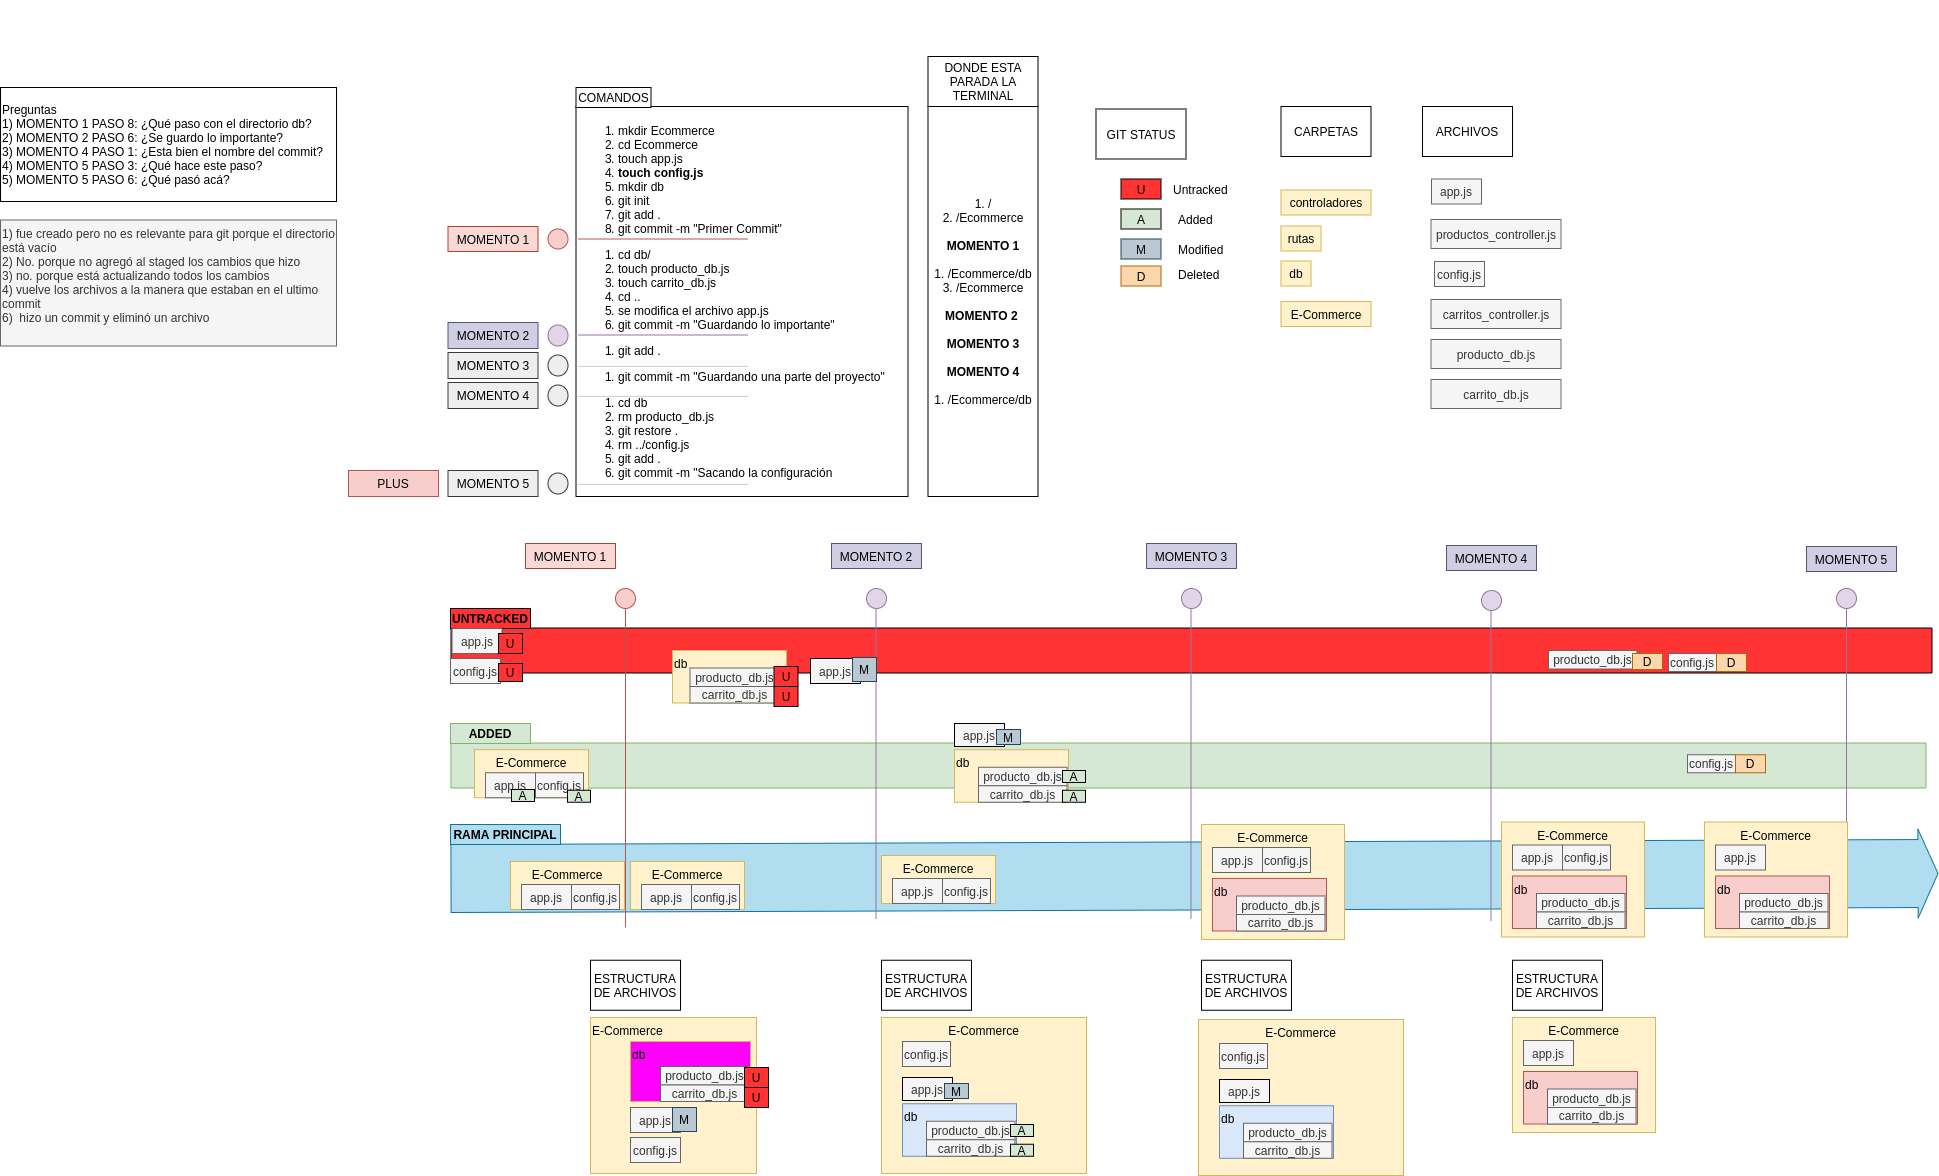 Preguntas
1) MOMENTO 1 PASO 8: ¿Qué paso con el directorio db?
2) MOMENTO 2 PASO 6: ¿Se guardo lo importante?
3) MOMENTO 4 PASO 1: ¿Esta bien el nombre del commit?
4) MOMENTO 5 PASO 3: ¿Qué hace este paso?
5) MOMENTO 5 PASO 6: ¿Qué pasó acá?
1) fue creado pero no es relevante para git porque el directorio
está vacío
2) No. porque no agregó al staged los cambios que hizo
3) no. porque está actualizando todos los cambios
4) vuelve los archivos a la manera que estaban en el ultimo
commit
6) hizo un commit y eliminó un archivo
MOMENTO 1
MOMENTO 2
MOMENTO 3
MOMENTO 4
PLUS
MOMENTO 5
COMANDOS
1. mkdir Ecommerce
2. cd Ecommerce
3. touch app.js
4. touch config.js
5. mkdir db
6. git init
7. git add .
8. git commit -m "Primer Commit"
1. cd db/
2. touch producto_db.js
3. touch carrito_db.js
4. cd ..
5. se modifica el archivo app.js
6. git commit -m "Guardando lo importante"
1. git add .
1. git commit -m "Guardando una parte del proyecto"
1. cd db
2. rm producto_db.js
3. git restore .
4. rm ../config.js
5. git add .
6. git commit -m "Sacando la configuración
DONDE ESTA
PARADA LA
TERMINAL
1. /
2. /Ecommerce
MOMENTO 1
1. /Ecommerce/db
3. /Ecommerce
MOMENTO 2
MOMENTO 3
MOMENTO 4
1. /Ecommerce/db
GIT STATUS
U Untracked
A Added
M Modified
D Deleted
CARPETAS
controladores
rutas
db
E-Commerce
ARCHIVOS
app.js
productos_controller.js
config.js
carritos_controller.js
producto_db.js
carrito_db.js
MOMENTO 1
MOMENTO 2
MOMENTO 3
MOMENTO 4
MOMENTO 5
UNTRACKED
app.js U
config.js U
db
producto_db.js U
carrito_db.js U
app.js M
producto_db.js D
config.js D
ADDED
E-Commerce
app.js A
config.js A
app.js M
db
producto_db.js A
carrito_db.js A
config.js D
RAMA PRINCIPAL
E-Commerce
app.js config.js
E-Commerce
app.js config.js
E-Commerce
app.js config.js
E-Commerce
app.js config.js
db
producto_db.js
carrito_db.js
E-Commerce
app.js config.js
db
producto_db.js
carrito_db.js
E-Commerce
app.js
db
producto_db.js
carrito_db.js
ESTRUCTURA
DE ARCHIVOS
E-Commerce
db
producto_db.js U
carrito_db.js U
app.js M
config.js
ESTRUCTURA
DE ARCHIVOS
E-Commerce
config.js
app.js M
db
producto_db.js A
carrito_db.js A
ESTRUCTURA
DE ARCHIVOS
E-Commerce
config.js
app.js
db
producto_db.js
carrito_db.js
ESTRUCTURA
DE ARCHIVOS
E-Commerce
app.js
db
producto_db.js
carrito_db.js